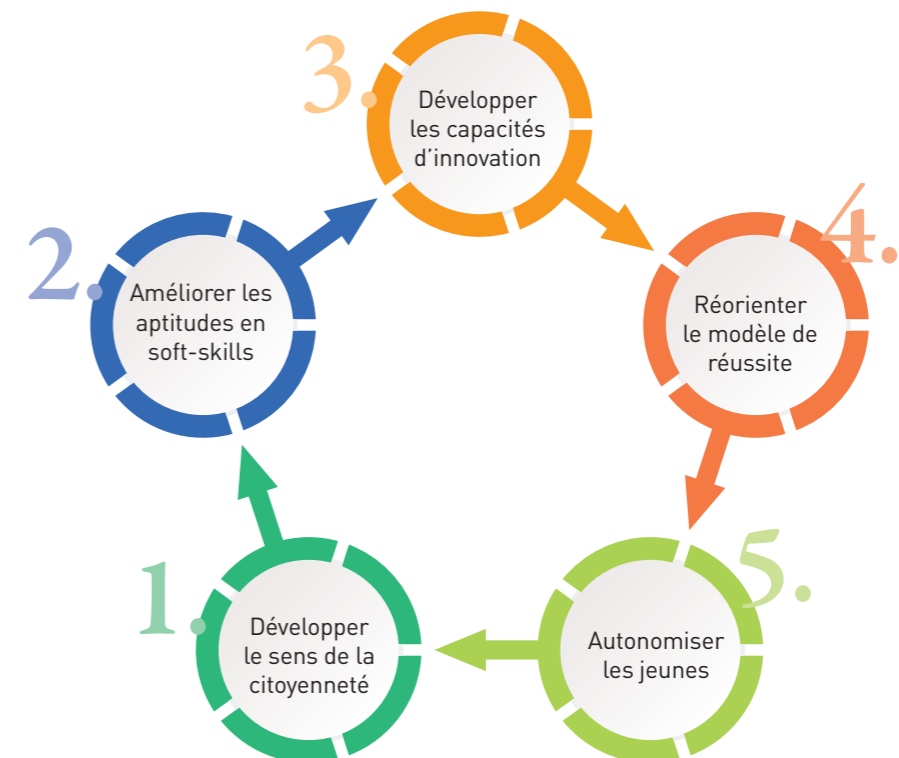 1.
Développer
le sens de la
citoyenneté
2.
Améliorer les
aptitudes en
soft-skills
3.
Développer
les capacités
d’innovation
4.
Réorienter
le modèle de
réussite
5.
Autonomiser
les jeunes